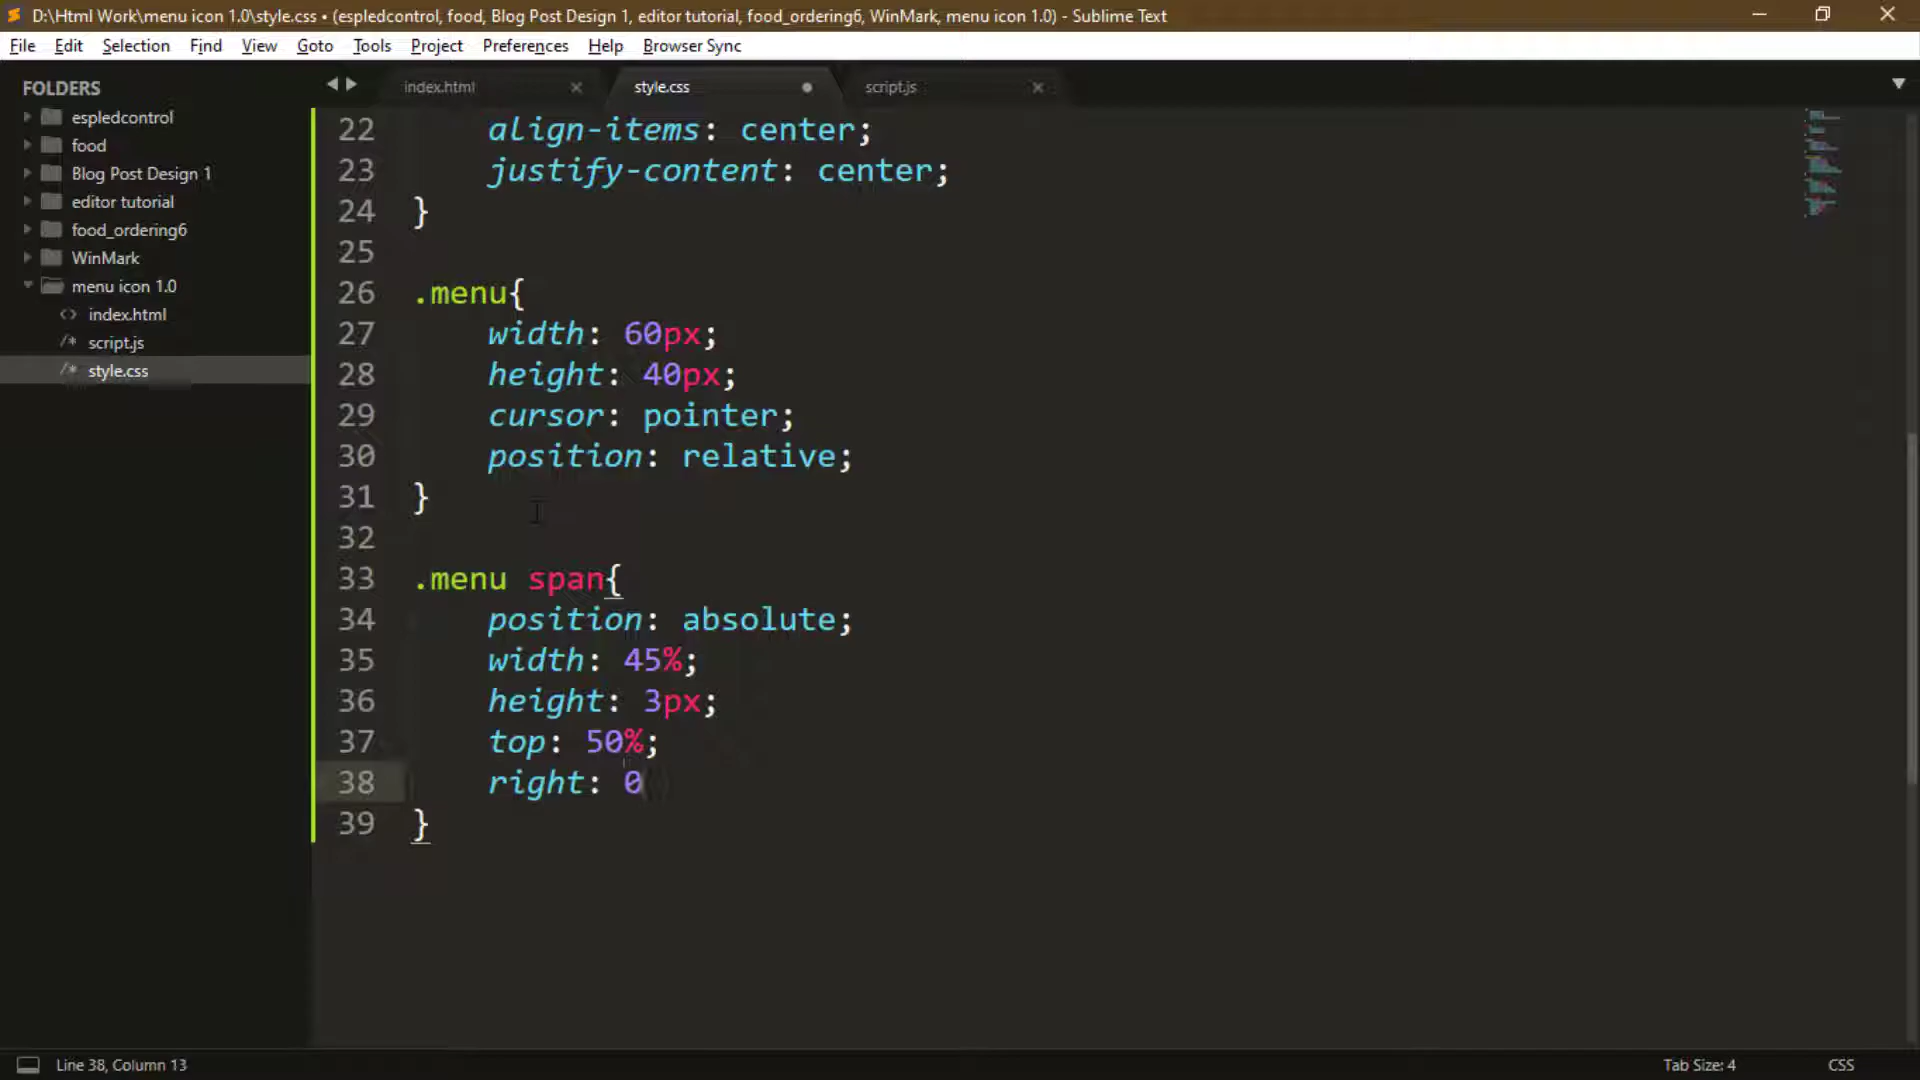 D:\Html Work\menu icon 1.0\style.css • (espledcontrol, food, Blog Post Design 1, editor tutorial, food_ordering6, WinMark, menu icon 1.0) - Sublime Text
File Edit Selection Find View Goto Tools Project Preferences Help Browser Sync
FOLDERS
espledcontrol
food
Blog Post Design 1
editor tutorial
food_ordering6
WinMark
menu icon 1.0
<> index.html
/* script.js
/* style.css
index.html style.css script.js
22 align-items: center;
23 justify-content: center;
24 }
25
26 .menu{
27 width: 60px;
28 height: 40px;
29 cursor: pointer;
30 position: relative;
31 }
32
33 .menu span{
34 position: absolute;
35 width: 45%;
36 height: 3px;
37 top: 50%;
38 right: 0
39 }
Line 38, Column 13
Tab Size: 4
CSS